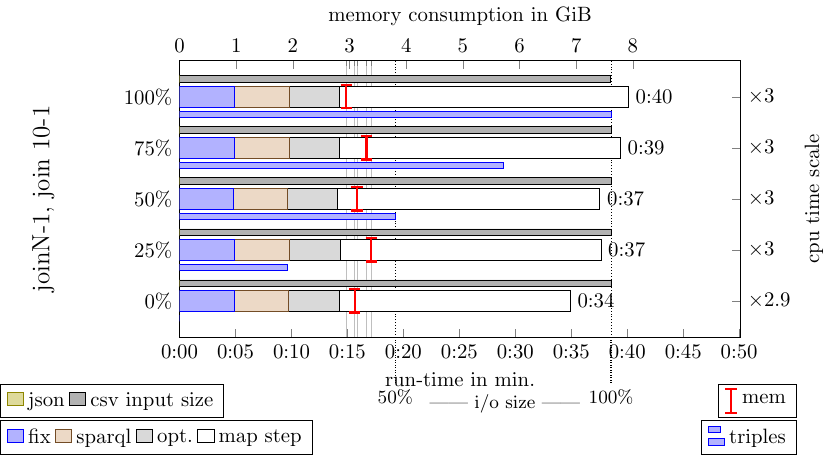 memory consumption in GiB
0 1 2 3 4 5 6 7 8
joinN-1, join 10-1
100% 0:40 ×3
75% 0:39 ×3
50% 0:37 ×3
25% 0:37 ×3
0% 0:34 ×2.9
cpu time scale
0:00 0:05 0:10 0:15 0:20 0:25 0:30 0:35 0:40 0:45 0:50
run-time in min.
50% i/o size 100%
json csv input size
mem
fix sparql opt. map step
triples